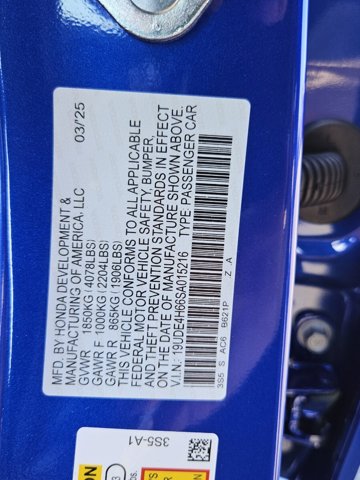 MFD. BY HONDA DEVELOPMENT &
MANUFACTURING OF AMERICA, LLC 03/'25
GVWR 1850KG(4078LBS)
GAWR F 1000KG(2204LBS)
GAWR R 865KG(1906LBS)
THIS VEHICLE CONFORMS TO ALL APPLICABLE
FEDERAL MOTOR VEHICLE SAFETY, BUMPER,
AND THEFT PREVENTION STANDARDS IN EFFECT
ON THE DATE OF MANUFACTURE SHOWN ABOVE.
V.I.N.: 19UDE4H66SA015216 TYPE:PASSENGER CAR
3S5 S AC6 B621P Z A
3S5-A1